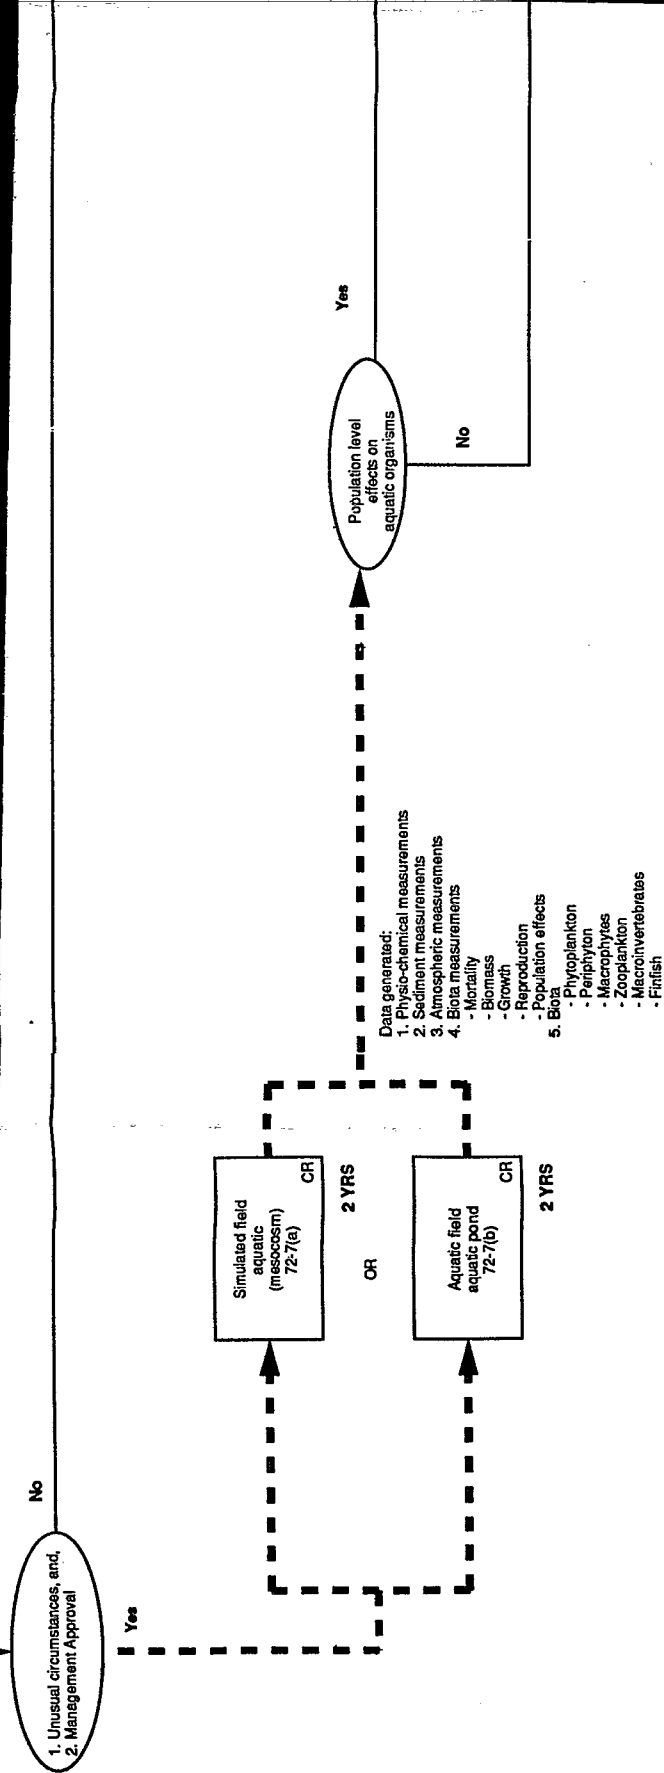 1. Unusual circumstances, and,
2. Management Approval
No
Yes
Simulated field
aquatic
(mesocosm)
72-7(a)
CR
2 YRS
OR
Aquatic field
aquatic pond
72-7(b)
CR
2 YRS
Data generated:
1. Physio-chemical measurements
2. Sediment measurements
3. Atmospheric measurements
4. Biota measurements
- Mortality
- Biomass
- Growth
- Reproduction
- Population effects
5. Biota
- Phytoplankton
- Periphyton
- Macrophytes
- Zooplankton
- Macroinvertebrates
- Finfish
Population level
effects on
aquatic organisms
Yes
No